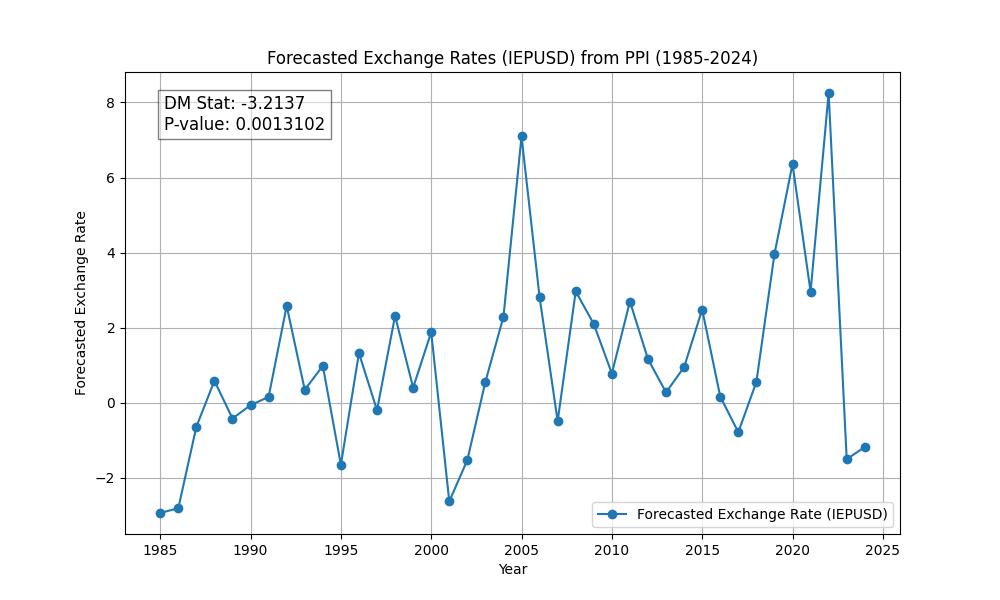 Forecasted Exchange Rates (IEPUSD) from PPI (1985-2024)
DM Stat: -3.2137
P-value: 0.0013102
Forecasted Exchange Rate
8
6
4
2
0
−2
Forecasted Exchange Rate (IEPUSD)
1985 1990 1995 2000 2005 2010 2015 2020 2025
Year